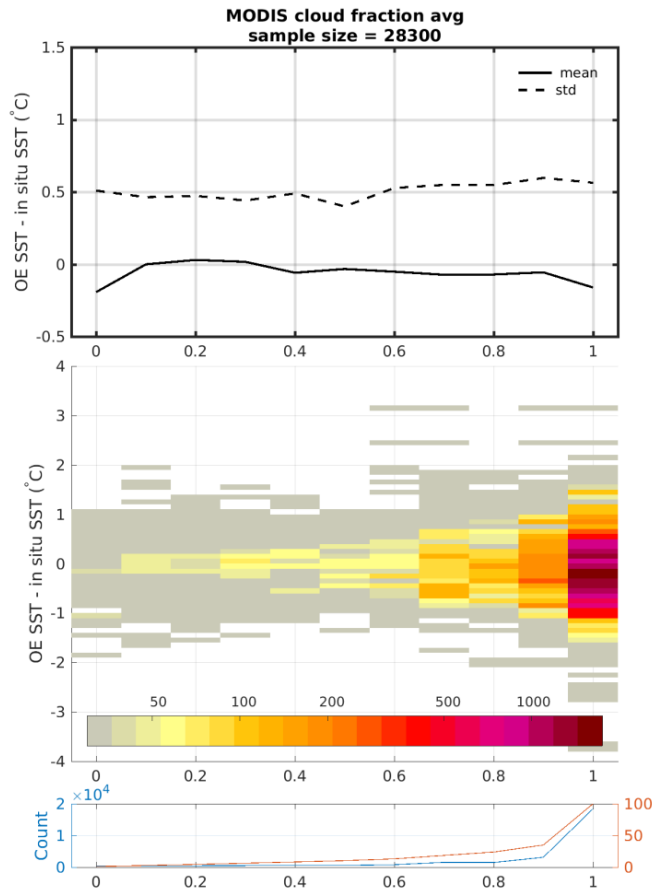 MODIS cloud fraction avg
sample size = 28300
OE SST - in situ SST (°C)
1.5
1
0.5
0
-0.5
mean
std
0 0.2 0.4 0.6 0.8 1
OE SST - in situ SST (°C)
4
3
2
1
0
-1
-2
-3
-4
50 100 200 500 1000
0 0.2 0.4 0.6 0.8 1
×10⁴
Count
2
1
0
100
50
0
0 0.2 0.4 0.6 0.8 1